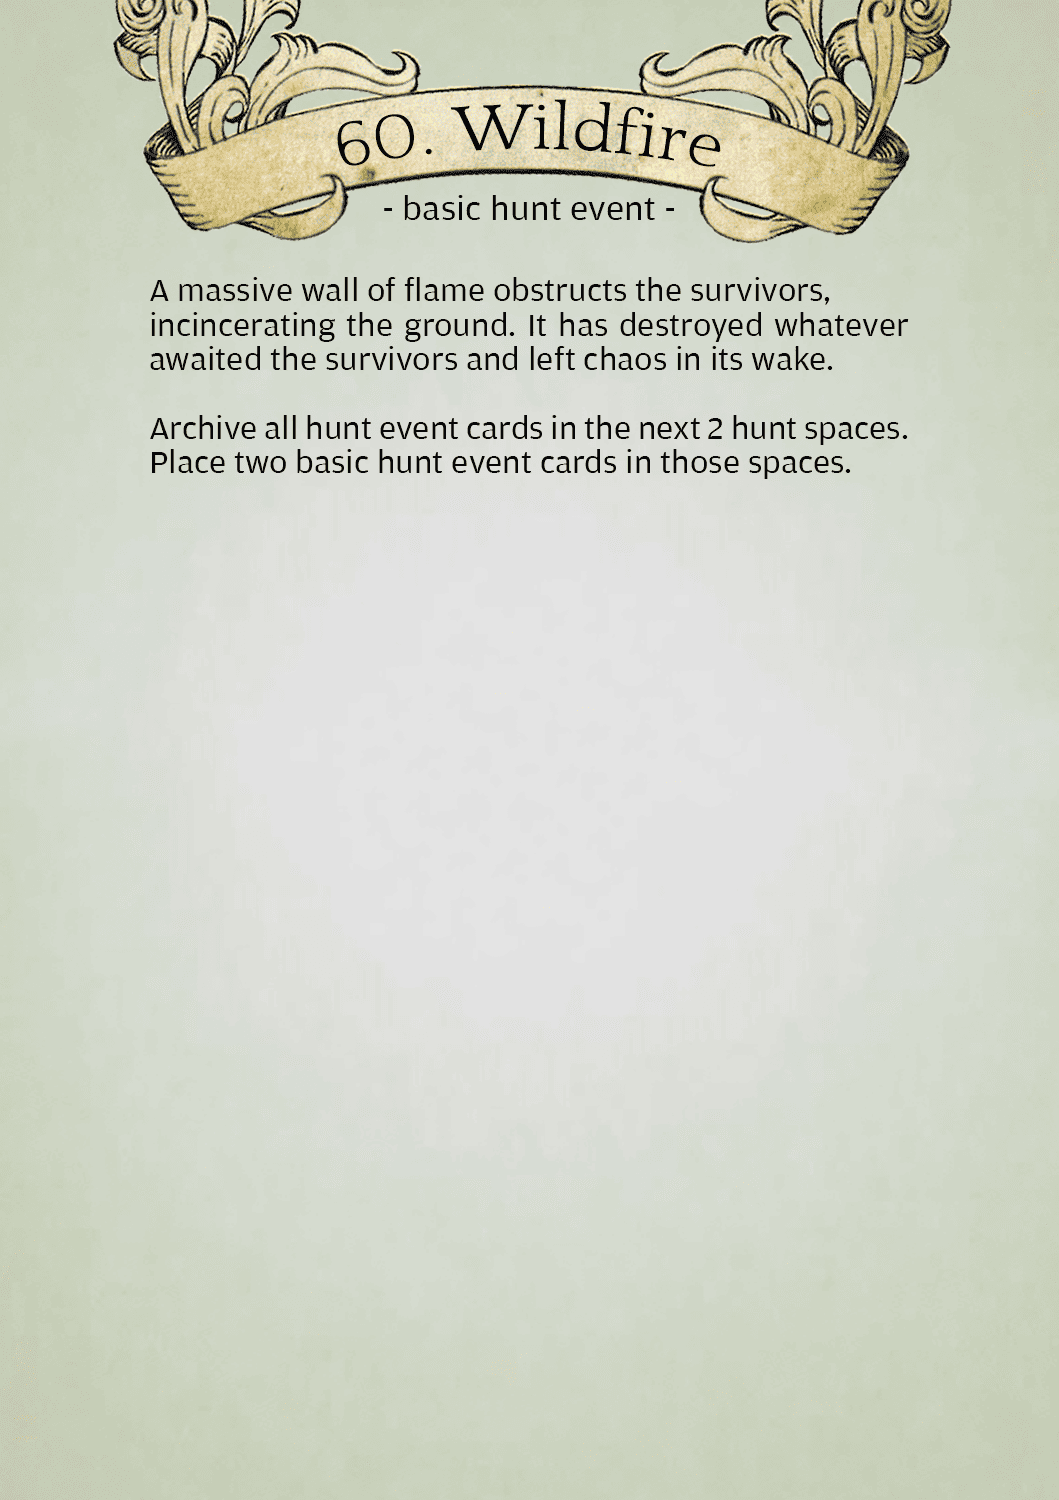 60. Wildfire
- basic hunt event -
A massive wall of flame obstructs the survivors,
incincerating the ground. It has destroyed whatever
awaited the survivors and left chaos in its wake.
Archive all hunt event cards in the next 2 hunt spaces.
Place two basic hunt event cards in those spaces.